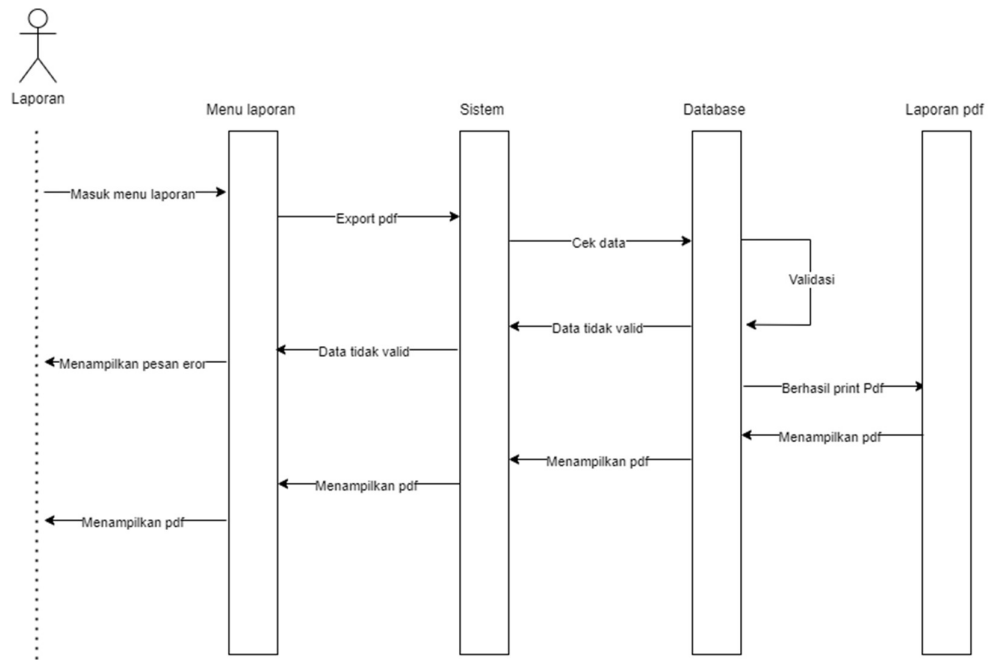 Laporan
Menu laporan
Sistem
Database
Laporan pdf
Masuk menu laporan
Export pdf
Cek data
Validasi
Data tidak valid
Data tidak valid
Menampilkan pesan eror
Berhasil print Pdf
Menampilkan pdf
Menampilkan pdf
Menampilkan pdf
Menampilkan pdf